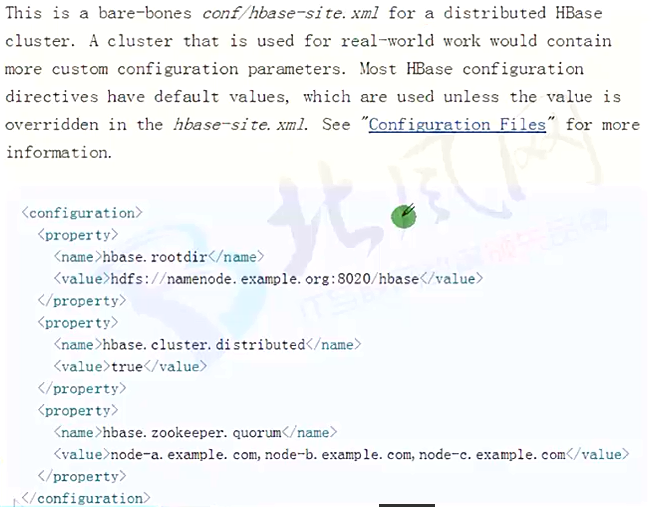 This is a bare-bones conf/hbase-site.xml for a distributed HBase
cluster. A cluster that is used for real-world work would contain
more custom configuration parameters. Most HBase configuration
directives have default values, which are used unless the value is
overridden in the hbase-site.xml. See "Configuration Files" for more
information.
<configuration>
<property>
<name>hbase.rootdir</name>
<value>hdfs://namenode.example.org:8020/hbase</value>
</property>
<property>
<name>hbase.cluster.distributed</name>
<value>true</value>
</property>
<property>
<name>hbase.zookeeper.quorum</name>
<value>node-a.example.com,node-b.example.com,node-c.example.com</value>
</property>
</configuration>
北风网